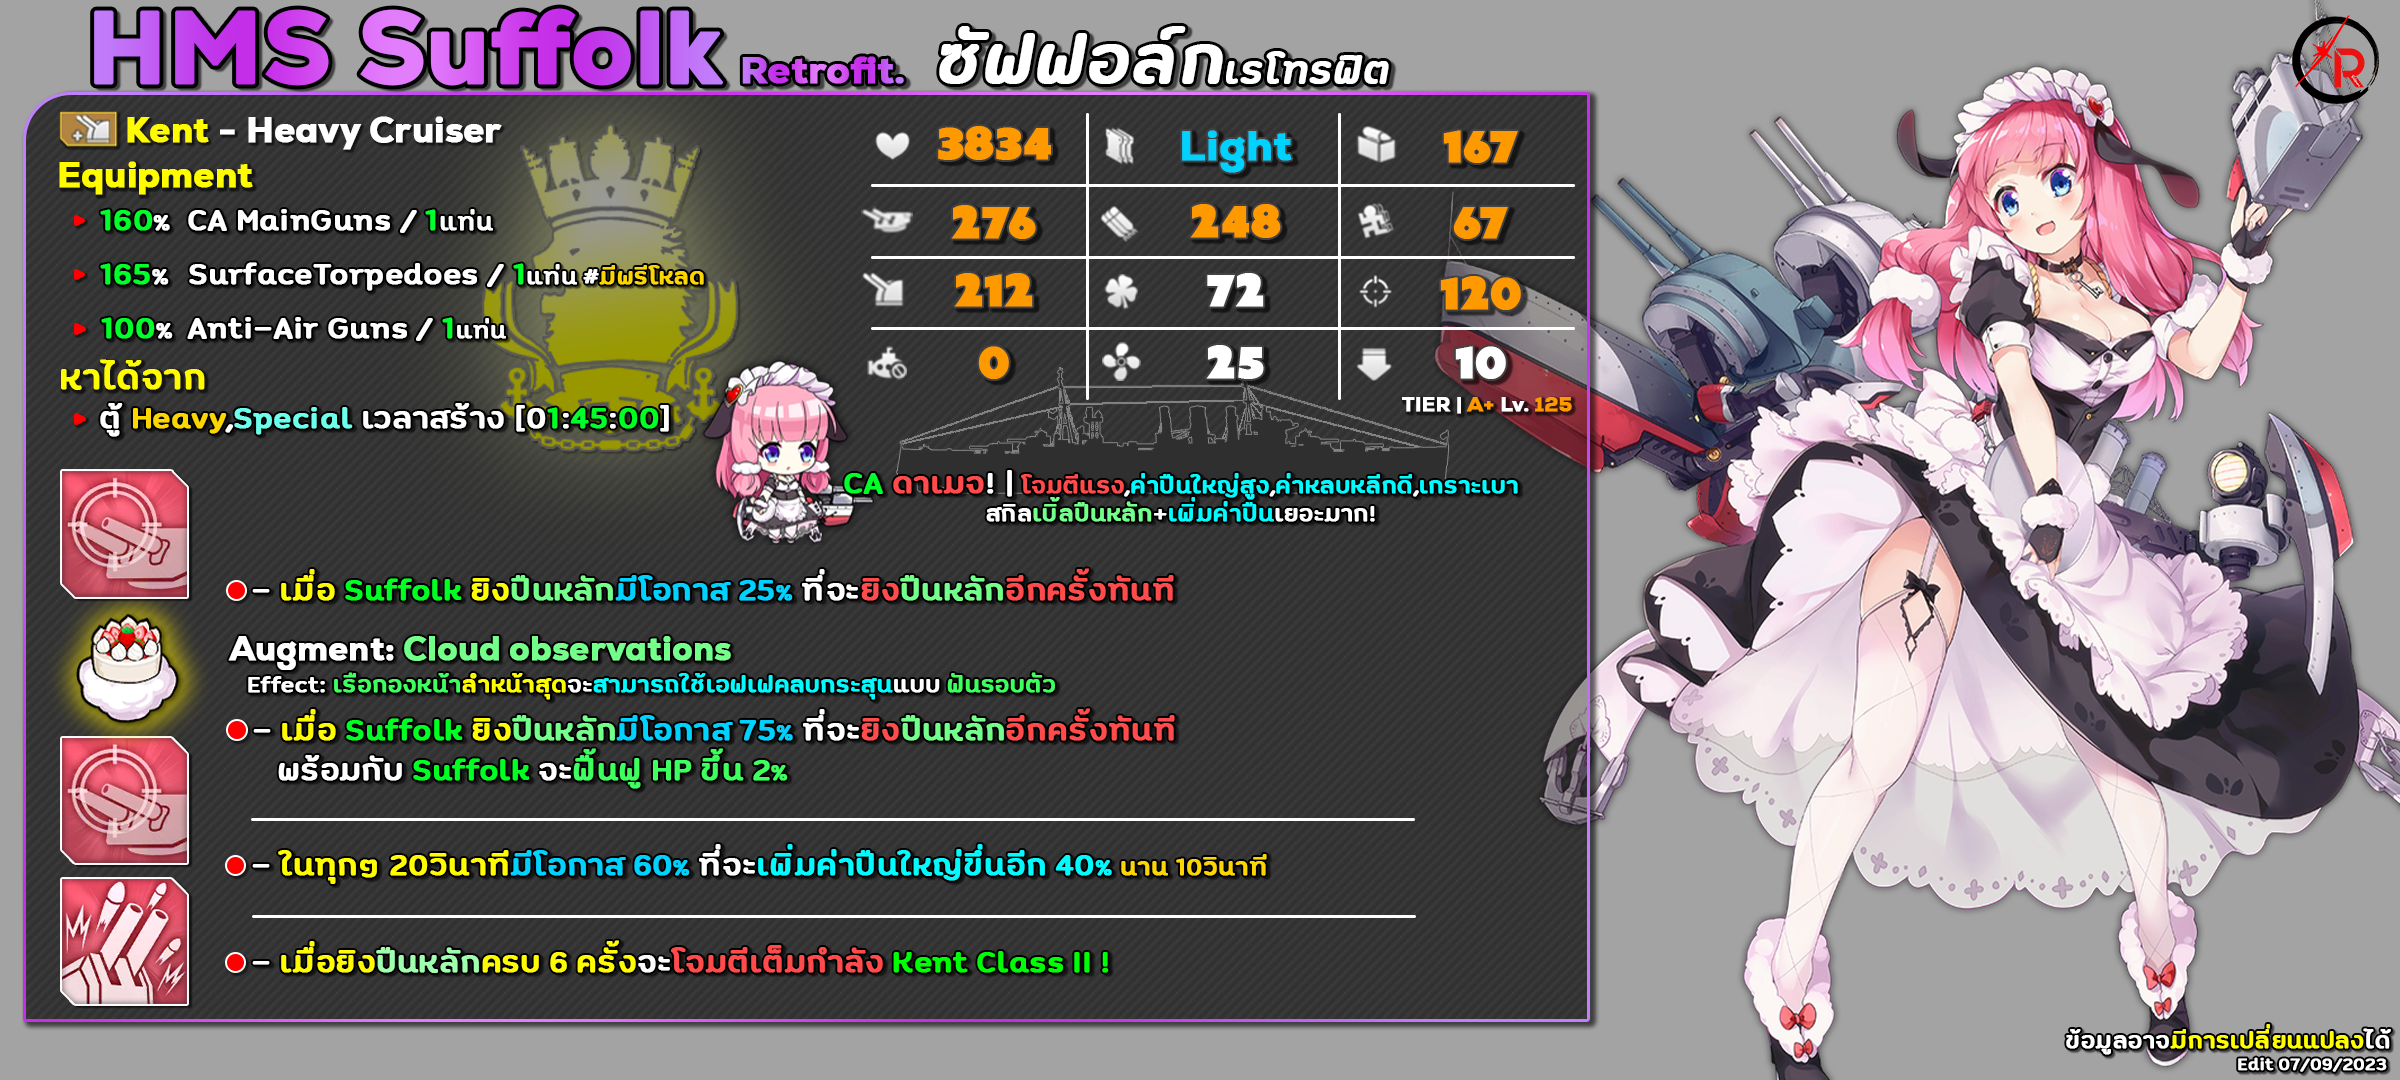 HMS Suffolk Retrofit. ซัฟฟอล์กเรโทรฟิต
Kent - Heavy Cruiser
Equipment
160% CA MainGuns / 1แท่น
165% SurfaceTorpedoes / 1แท่น #มีพรีโหลด
100% Anti-Air Guns / 1แท่น
หาได้จาก
ตู้ Heavy,Special เวลาสร้าง [01:45:00]
3834 Light 167
276 248 67
212 72 120
0 25 10
TIER | A+ Lv. 125
CA ดาเมจ! | โจมตีแรง,ค่าปืนใหญ่สูง,ค่าหลบหลีกดี,เกราะเบา
สกิลเบิ้ลปืนหลัก+เพิ่มค่าปืนเยอะมาก!
- เมื่อ Suffolk ยิงปืนหลักมีโอกาส 25% ที่จะยิงปืนหลักอีกครั้งทันที
Augment: Cloud observations
Effect: เรือกองหน้าลำหน้าสุดจะสามารถใช้เอฟเฟคลบกระสุนแบบ ฟันรอบตัว
- เมื่อ Suffolk ยิงปืนหลักมีโอกาส 75% ที่จะยิงปืนหลักอีกครั้งทันที
พร้อมกับ Suffolk จะฟื้นฟู HP ขึ้น 2%
- ในทุกๆ 20วินาทีมีโอกาส 60% ที่จะเพิ่มค่าปืนใหญ่ขึ่นอีก 40% นาน 10วินาที
- เมื่อยิงปืนหลักครบ 6 ครั้งจะโจมตีเต็มกำลัง Kent Class II !
R
ข้อมูลอาจมีการเปลี่ยนแปลงได้
Edit 07/09/2023